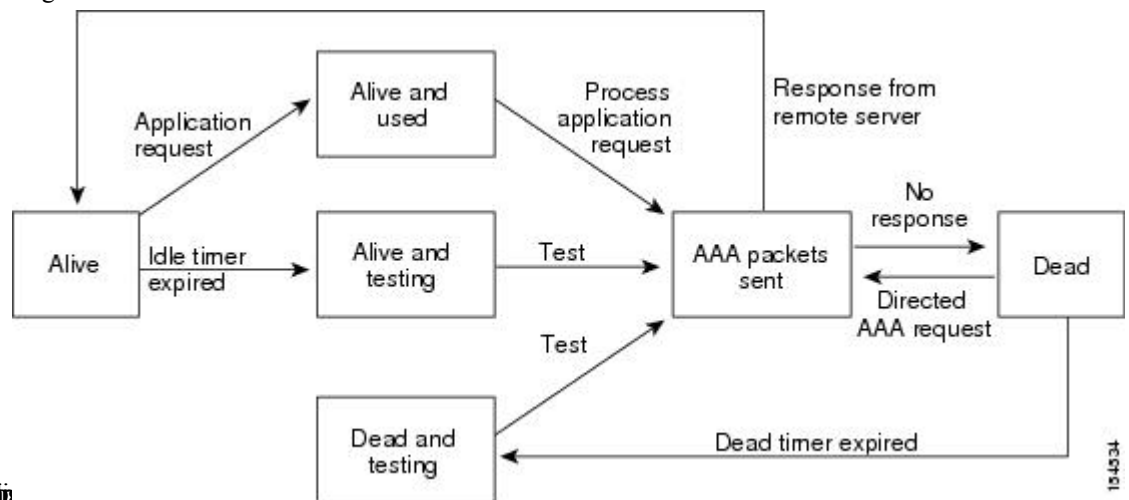 Alive and
used
Application
request
Process
application
request
Response from
remote server
No
response
Alive
Idle timer
expired
Alive and
testing
Test
AAA packets
sent
Dead
Directed
AAA request
Test
Dead and
testing
Dead timer expired
154534